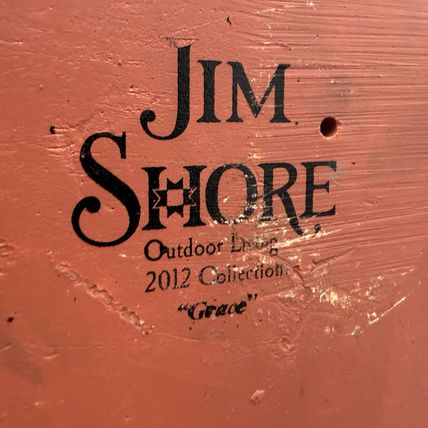 JIM
SHORE
Outdoor Living
2012 Collection
"Grace"